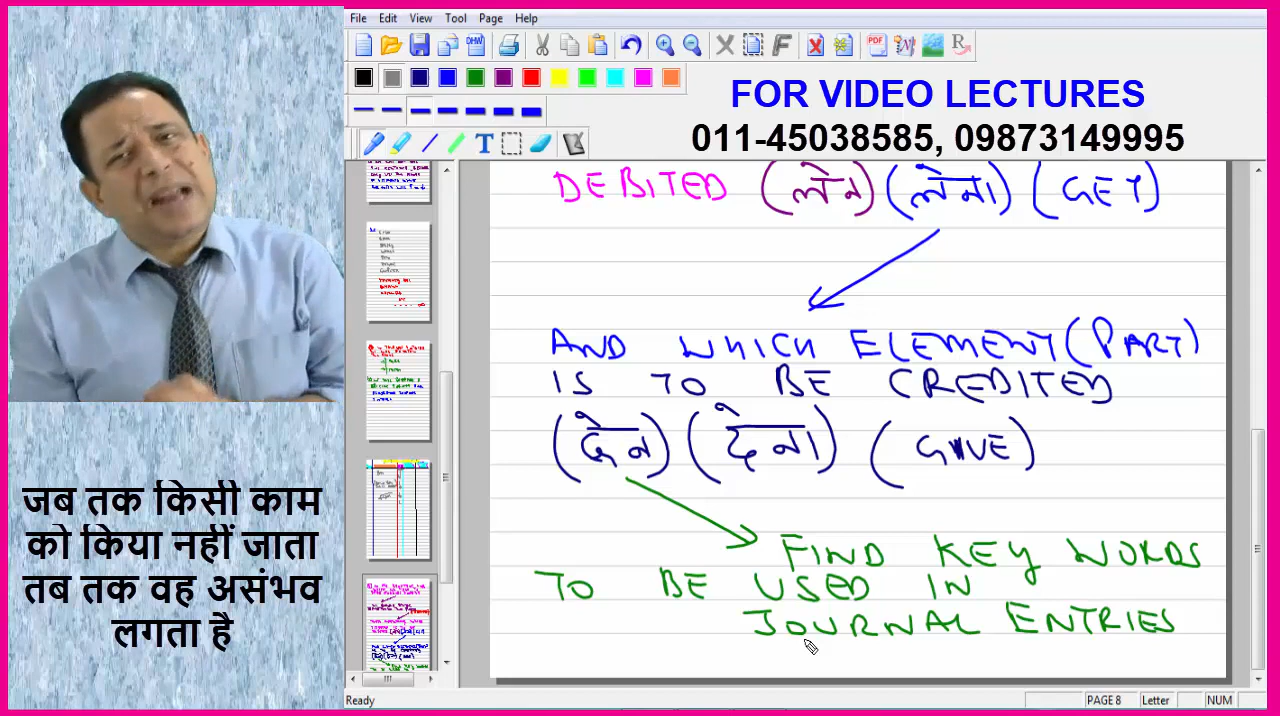 File Edit View Tool Page Help
FOR VIDEO LECTURES
011-45038585, 09873149995
DEBITED (लेन) (लेना) (GET)
AND WHICH ELEMENT (PART)
IS TO BE CREDITED
(देन) (देना) (GIVE)
FIND KEY WORDS
TO BE USED IN
JOURNAL ENTRIES
जब तक किसी काम
को किया नहीं जाता
तब तक वह असंभव
लगता है
Ready PAGE 8 Letter NUM